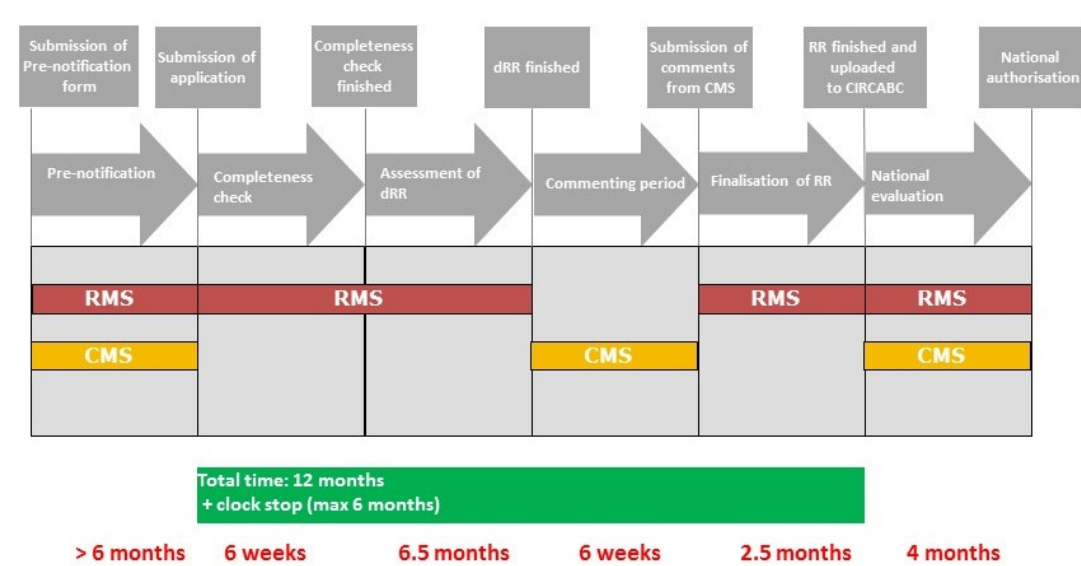 Submission of
Pre-notification
form
Submission of
application
Completeness
check
finished
dRR finished
Submission of
comments
from CMS
RR finished and
uploaded
to CIRCABC
National
authorisation
Pre-notification
Completeness
check
Assessment of
dRR
Commenting period
Finalisation of RR
National
evaluation
RMS
RMS
RMS
RMS
CMS
CMS
CMS
Total time: 12 months
+ clock stop (max 6 months)
> 6 months
6 weeks
6.5 months
6 weeks
2.5 months
4 months